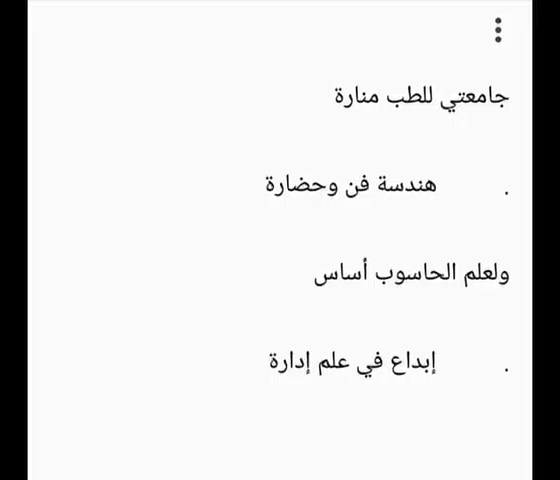 جامعتي للطب منارة
. هندسة فن وحضارة
ولعلم الحاسوب أساس
. إبداع في علم إدارة